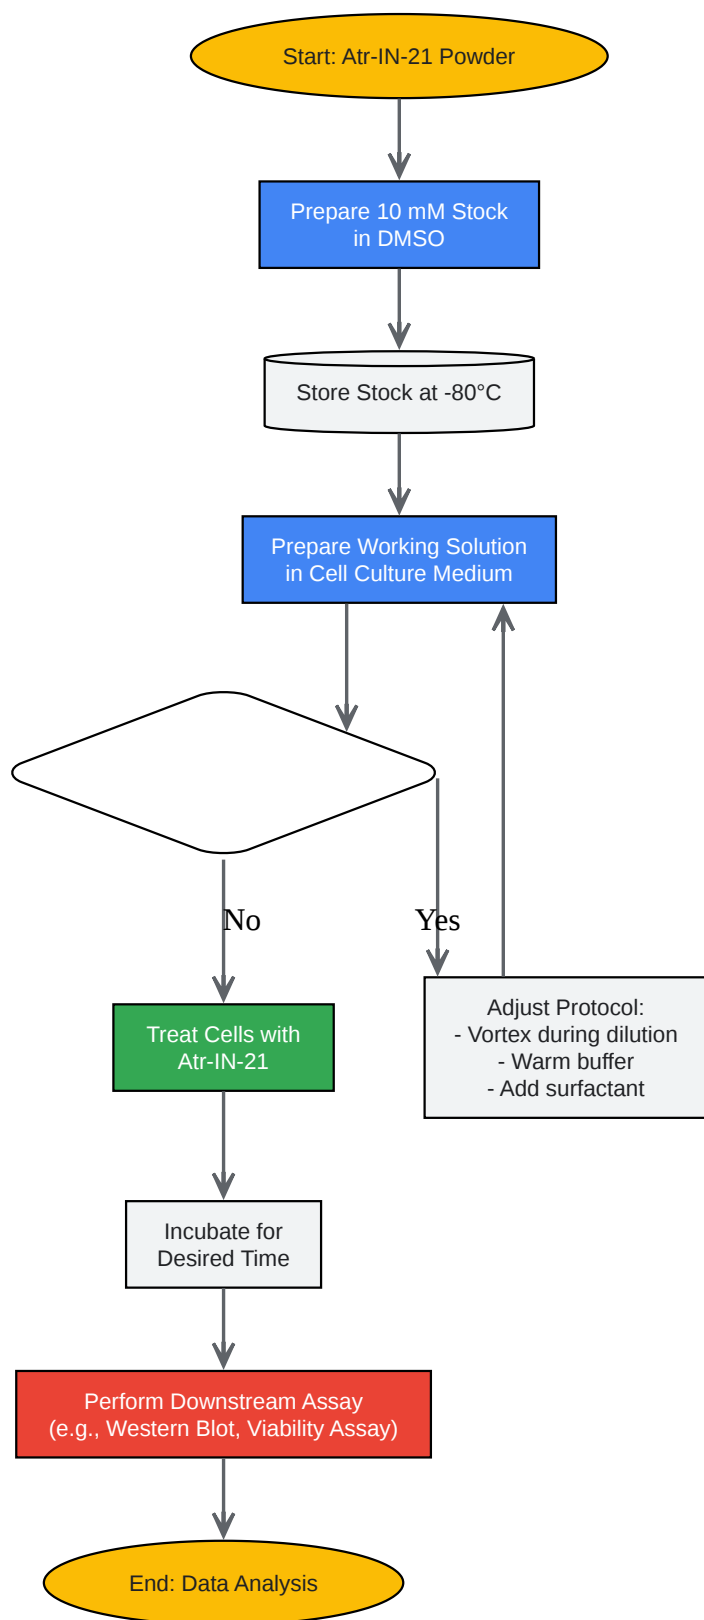 Start: Atr-IN-21 Powder
Prepare 10 mM Stock
in DMSO
Store Stock at -80°C
Prepare Working Solution
in Cell Culture Medium
No
Yes
Adjust Protocol:
- Vortex during dilution
- Warm buffer
- Add surfactant
Treat Cells with
Atr-IN-21
Incubate for
Desired Time
Perform Downstream Assay
(e.g., Western Blot, Viability Assay)
End: Data Analysis